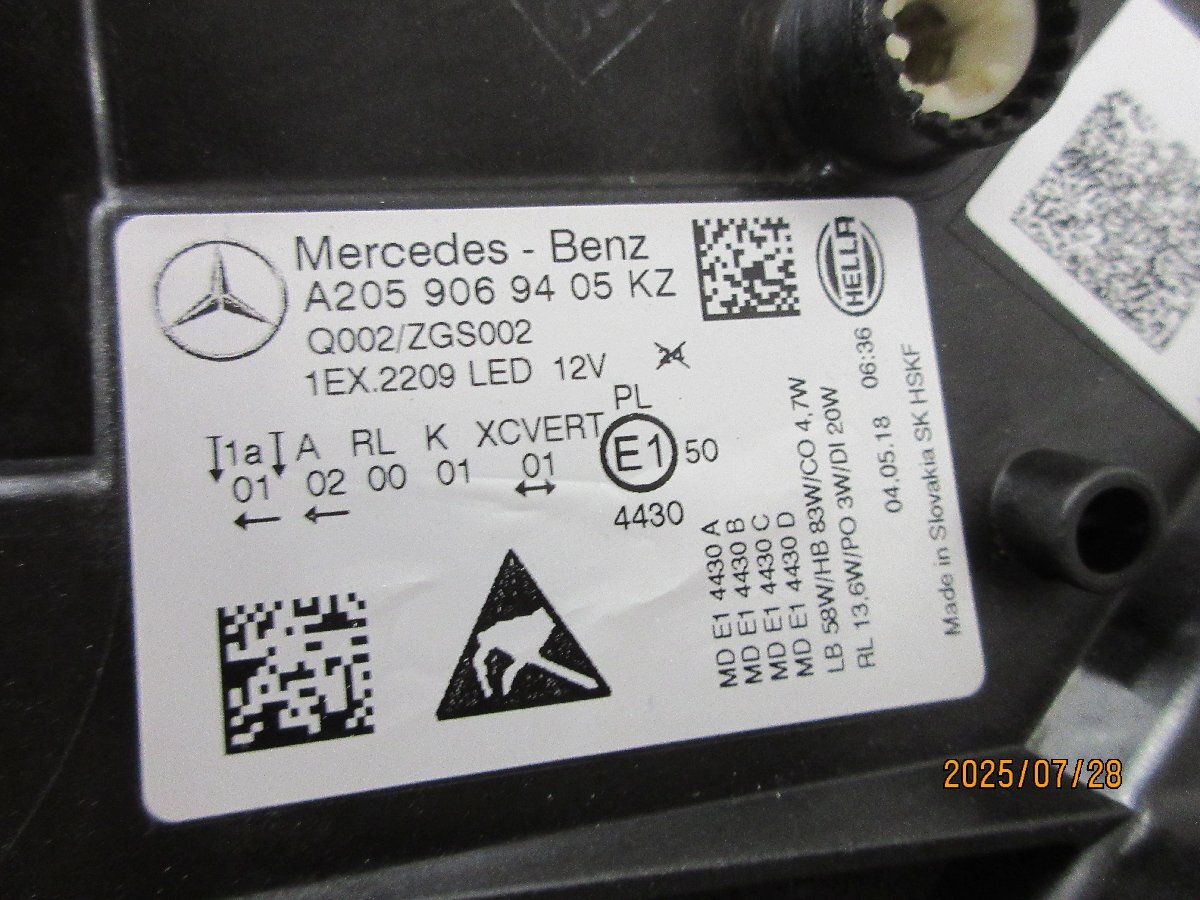 Mercedes - Benz
A205 906 94 05 KZ
Q002/ZGS002
1EX.2209 LED 12V 24
HELLA
1a A RL K XCVERT PL
01 02 00 01 01
E1 50
4430
MD E1 4430 A
MD E1 4430 B
MD E1 4430 C
MD E1 4430 D
LB 58W/HB 83W/CO 4,7W
RL 13,6W/PO 3W/DI 20W
04.05.18 06:36
Made in Slovakia SK HSKF
2025/07/28